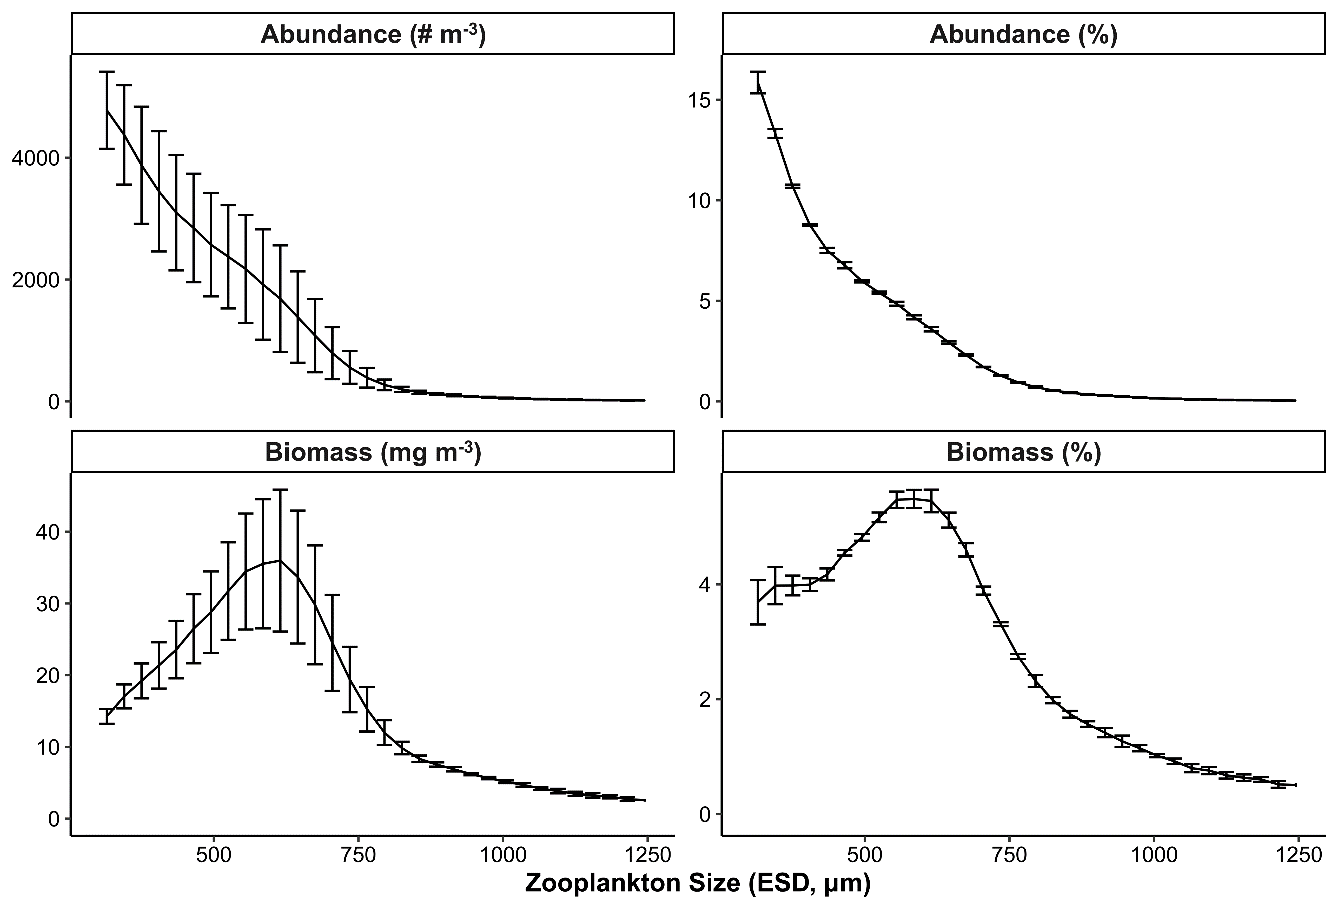 Abundance (# m⁻³)
Abundance (%)
4000
2000
0
15
10
5
0
Biomass (mg m⁻³)
Biomass (%)
40
30
20
10
0
4
2
0
500 750 1000 1250
500 750 1000 1250
Zooplankton Size (ESD, µm)